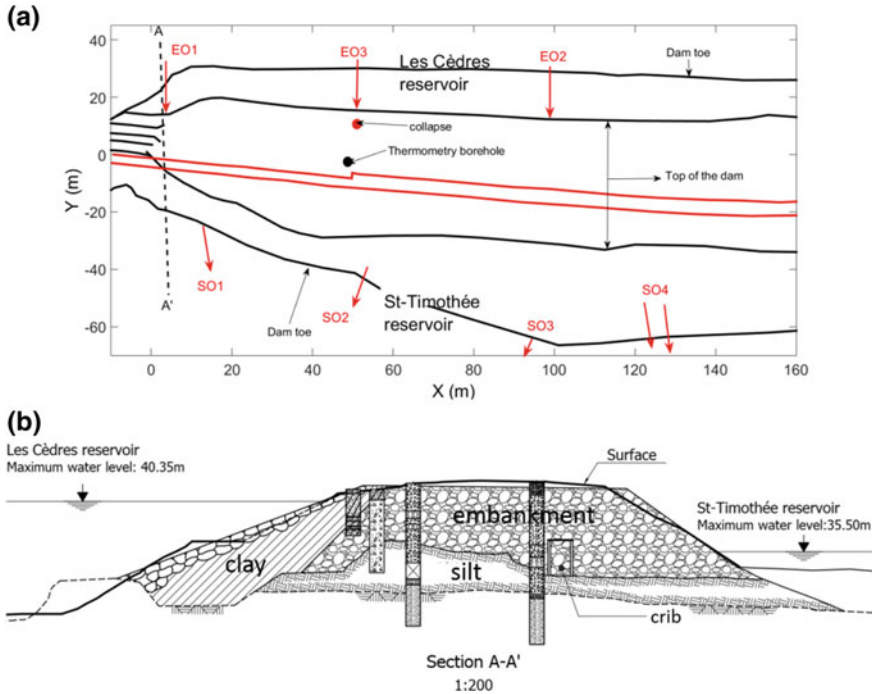 (a)
A
EO1
EO3
EO2
Dam toe
Les Cèdres
reservoir
collapse
Thermometry borehole
Top of the dam
SO1
A'
SO2
Dam toe
St-Timothée
reservoir
SO3
SO4
40
20
0
-20
-40
-60
Y (m)
0
20
40
60
80
100
120
140
160
X (m)
(b)
Les Cèdres reservoir
Maximum water level: 40.35m
Surface
St-Timothée reservoir
Maximum water level:35.50m
embankment
clay
silt
crib
Section A-A'
1:200